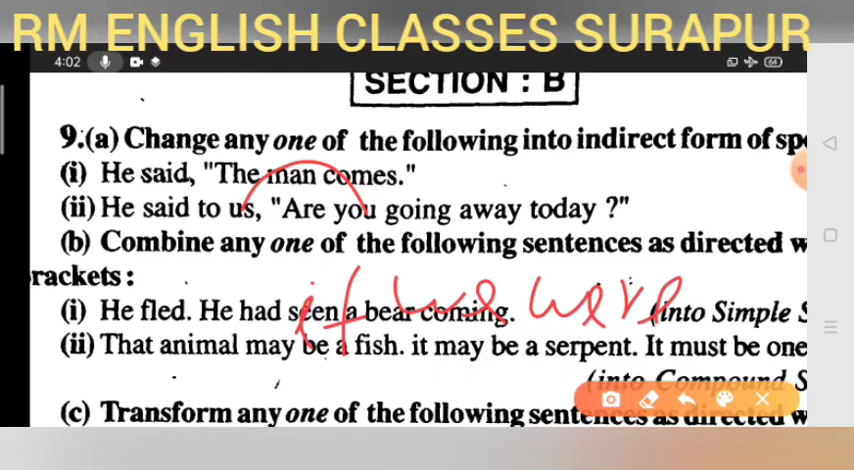 RM ENGLISH CLASSES SURAPUR
4:02
64
SECTION : B
9.(a) Change any one of the following into indirect form of sp
(i) He said, "The man comes."
(ii) He said to us, "Are you going away today ?"
(b) Combine any one of the following sentences as directed w
rackets :
if we were
(i) He fled. He had seen a bear coming. (into Simple S
(ii) That animal may be a fish. it may be a serpent. It must be one
(into Compound S
(c) Transform any one of the following sentences as directed w